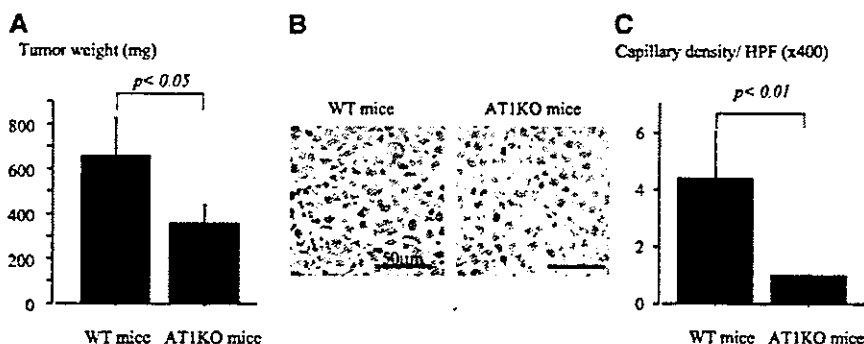 A
Tumor weight (mg)
p< 0.05
800
600
400
200
0
WT mice AT1KO mice
B
WT mice AT1KO mice
50μm
C
Capillary density/ HPF (x400)
p< 0.01
6
4
2
0
WT mice AT1KO mice